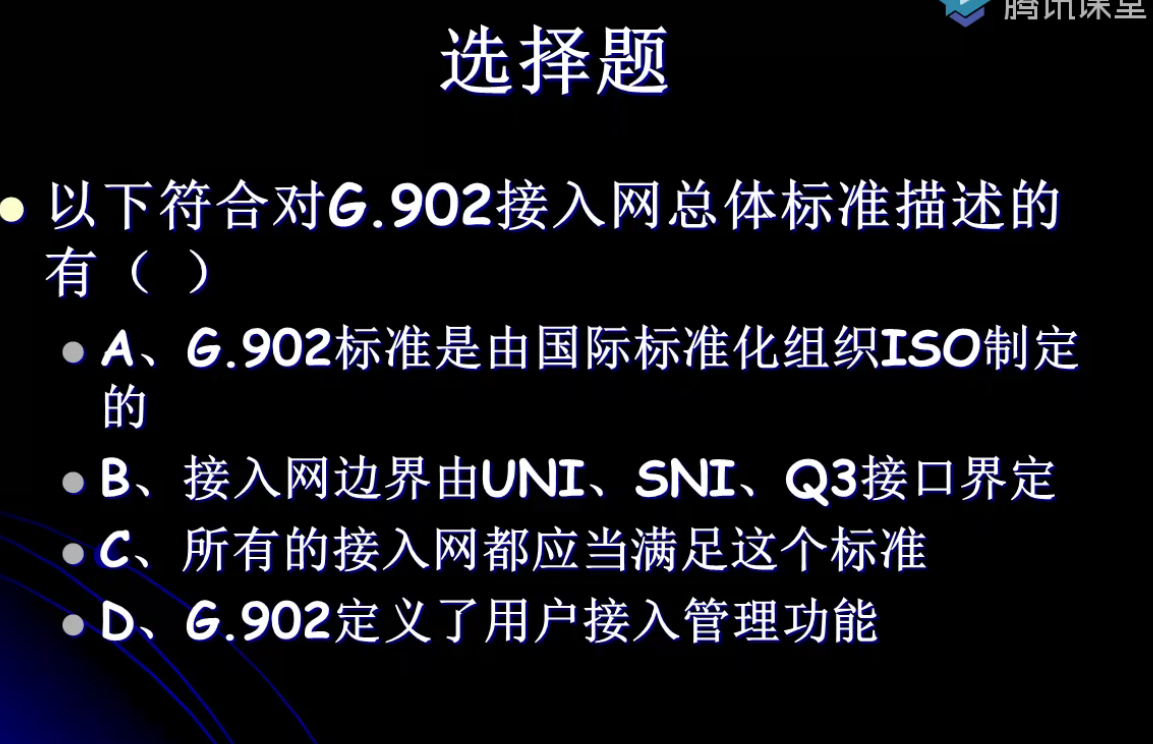 腾讯课堂
选择题
以下符合对G.902接入网总体标准描述的
有（ ）
A、G.902标准是由国际标准化组织ISO制定
的
B、接入网边界由UNI、SNI、Q3接口界定
C、所有的接入网都应当满足这个标准
D、G.902定义了用户接入管理功能